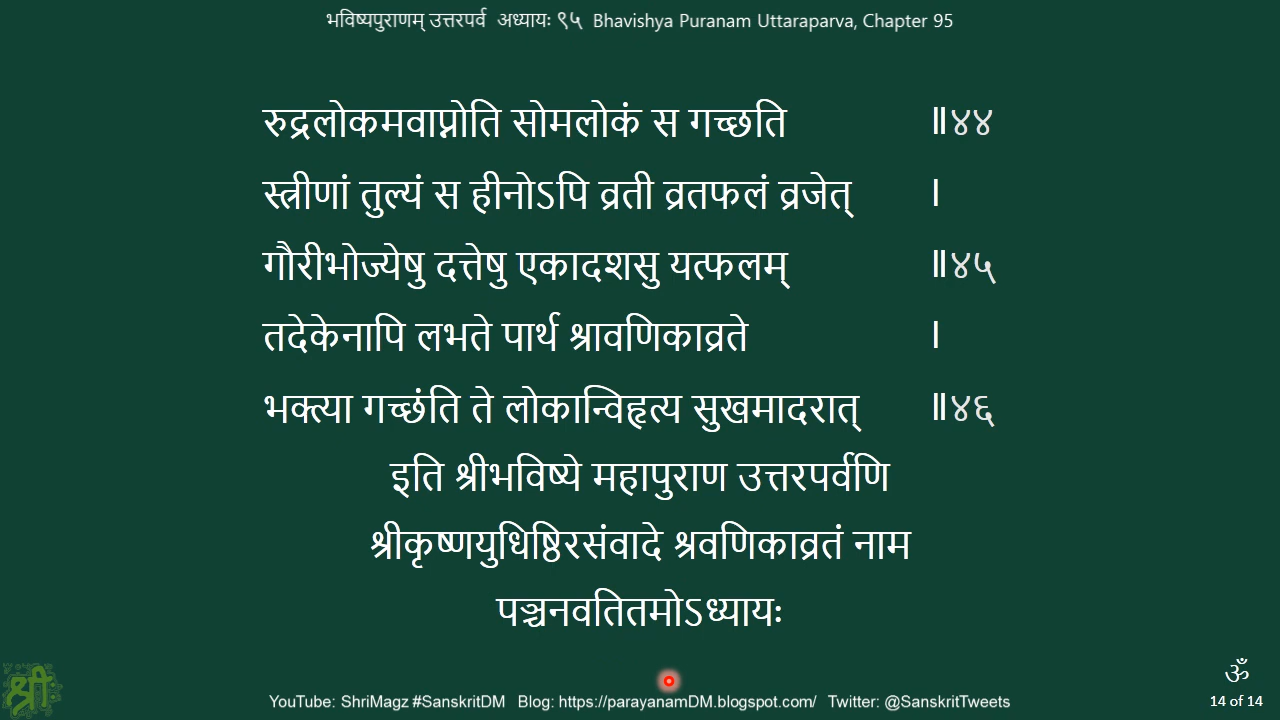 भविष्यपुराणम् उत्तरपर्व अध्यायः ९५ Bhavishya Puranam Uttaraparva, Chapter 95
रुद्रलोकमवाप्नोति सोमलोकं स गच्छति ॥४४
स्त्रीणां तुल्यं स हीनोऽपि व्रती व्रतफलं व्रजेत् ।
गौरीभोज्येषु दत्तेषु एकादशसु यत्फलम् ॥४५
तदेकेनापि लभते पार्थ श्रावणिकाव्रते ।
भक्त्या गच्छंति ते लोकान्विहृत्य सुखमादरात् ॥४६
इति श्रीभविष्ये महापुराण उत्तरपर्वणि
श्रीकृष्णयुधिष्ठिरसंवादे श्रवणिकाव्रतं नाम
पञ्चनवतितमोऽध्यायः
श्री
ॐ
YouTube: ShriMagz #SanskritDM Blog: https://parayanamDM.blogspot.com/ Twitter: @SanskritTweets
14 of 14